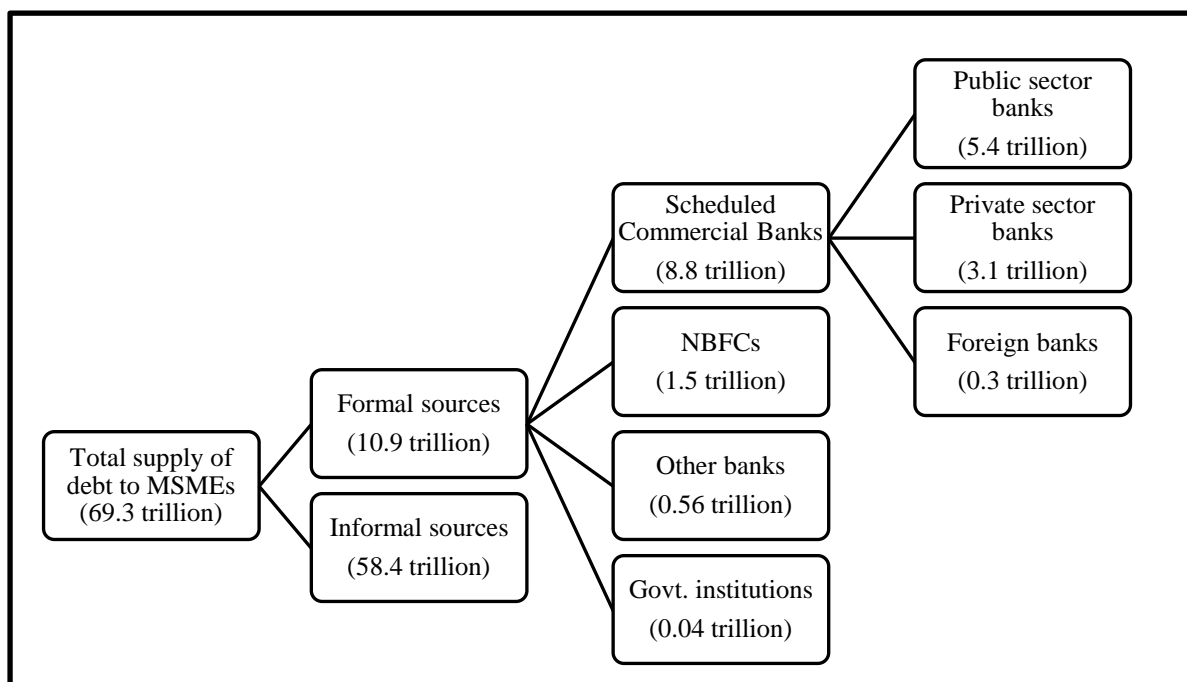 Total supply of
debt to MSMEs
(69.3 trillion)
Formal sources
(10.9 trillion)
Informal sources
(58.4 trillion)
Scheduled
Commercial Banks
(8.8 trillion)
NBFCs
(1.5 trillion)
Other banks
(0.56 trillion)
Govt. institutions
(0.04 trillion)
Public sector
banks
(5.4 trillion)
Private sector
banks
(3.1 trillion)
Foreign banks
(0.3 trillion)